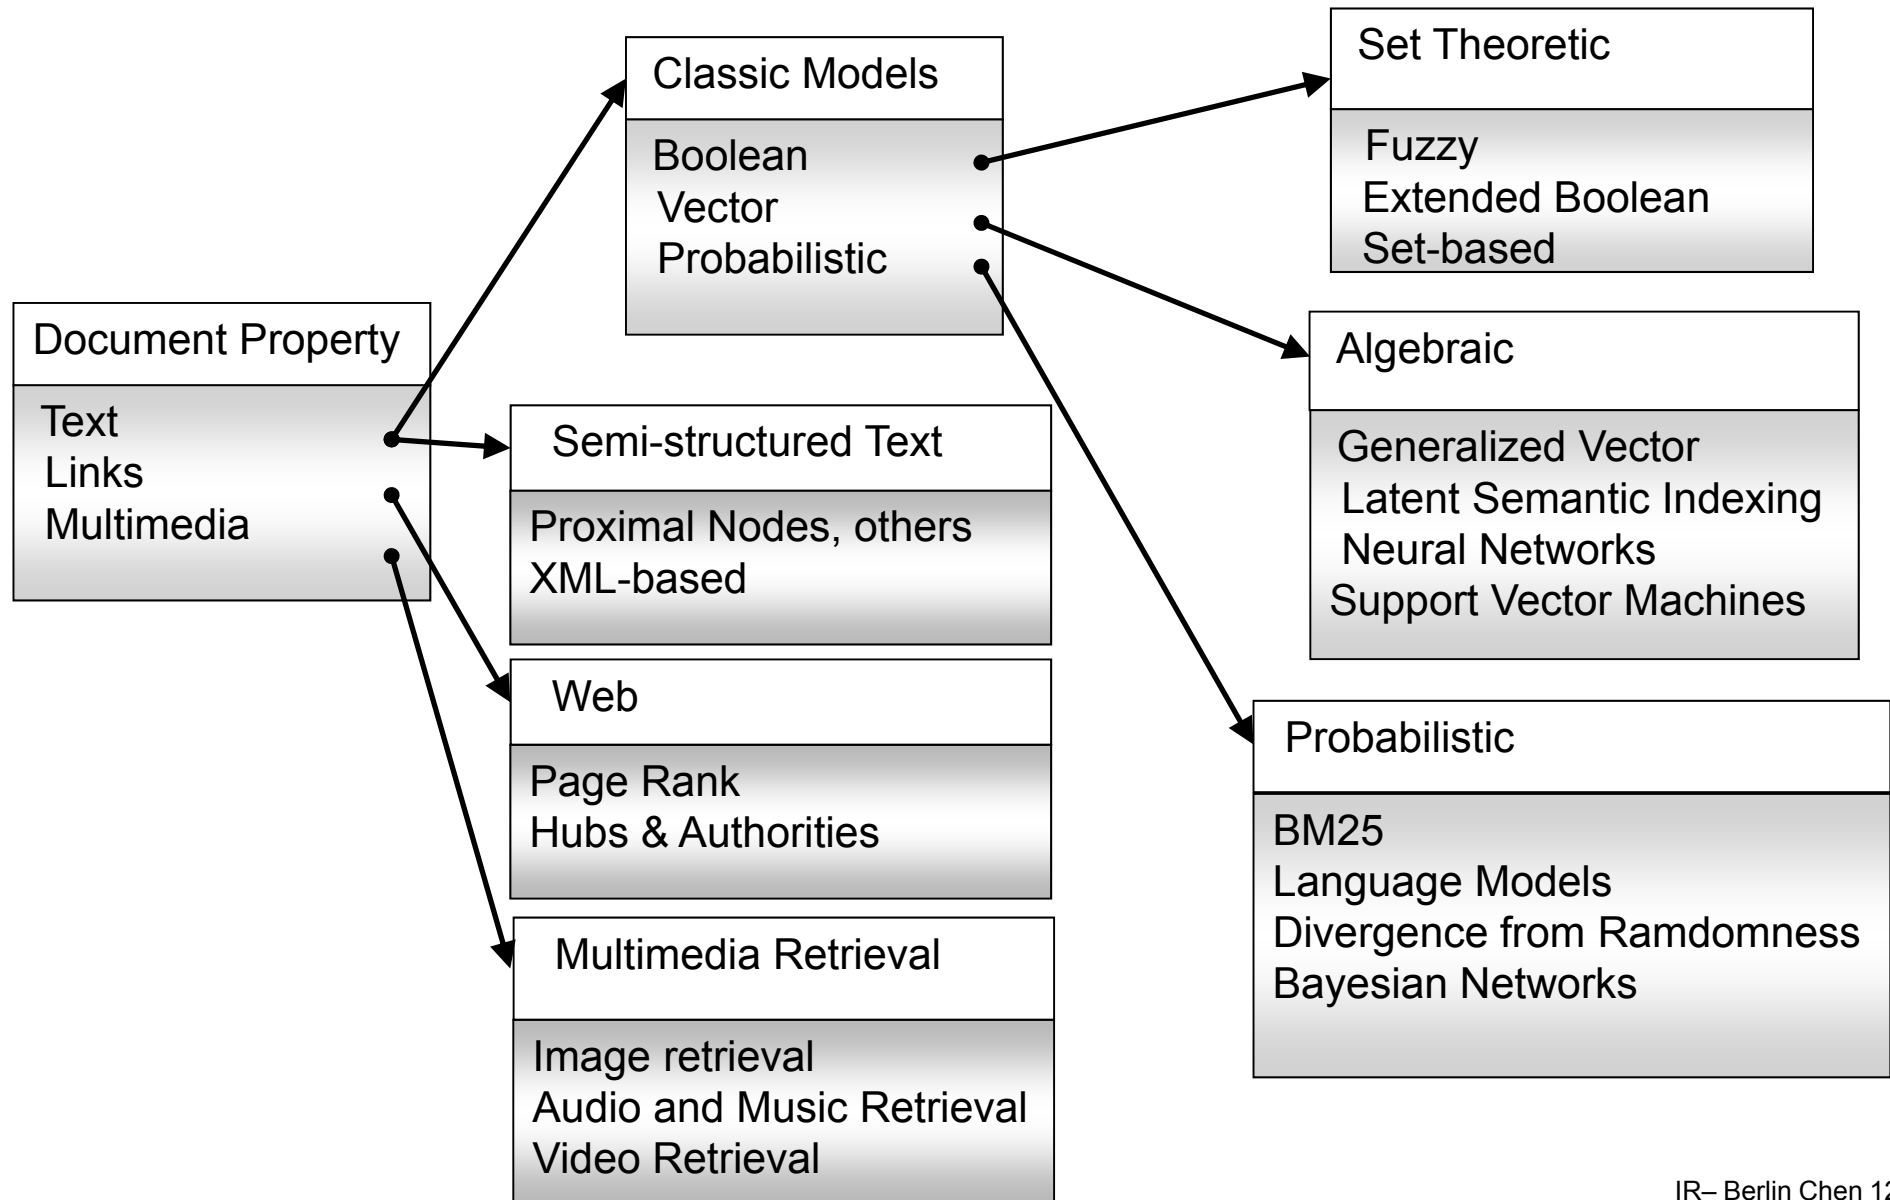 Document Property
Text
Links
Multimedia
Classic Models
Boolean
Vector
Probabilistic
Semi-structured Text
Proximal Nodes, others
XML-based
Web
Page Rank
Hubs & Authorities
Multimedia Retrieval
Image retrieval
Audio and Music Retrieval
Video Retrieval
Set Theoretic
Fuzzy
Extended Boolean
Set-based
Algebraic
Generalized Vector
Latent Semantic Indexing
Neural Networks
Support Vector Machines
Probabilistic
BM25
Language Models
Divergence from Ramdomness
Bayesian Networks
IR– Berlin Chen 12